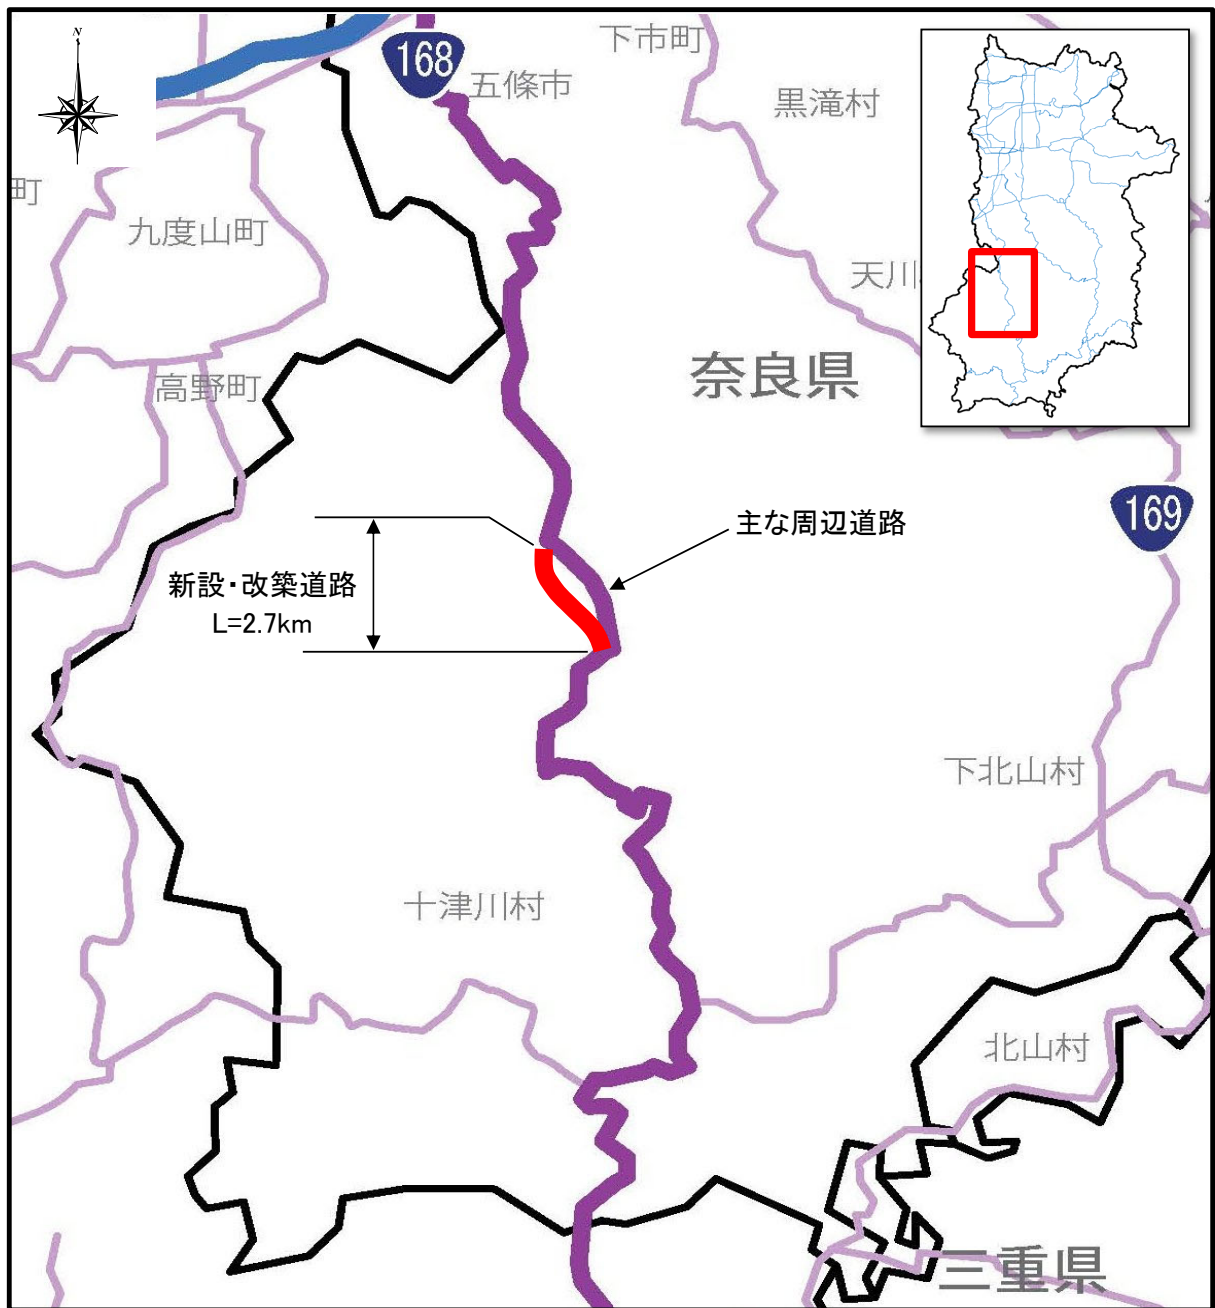 N
168
五條市
下市町
黒滝村
町
九度山町
天川
奈良県
高野町
169
主な周辺道路
新設・改築道路
L=2.7km
下北山村
十津川村
北山村
三重県